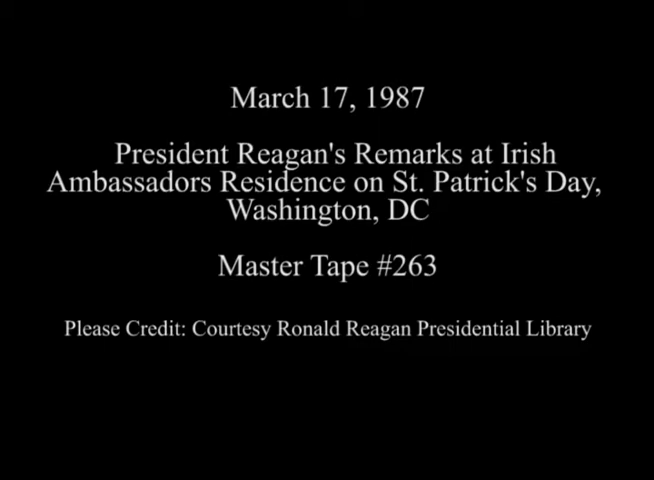 March 17, 1987
President Reagan's Remarks at Irish
Ambassadors Residence on St. Patrick's Day,
Washington, DC
Master Tape #263
Please Credit: Courtesy Ronald Reagan Presidential Library